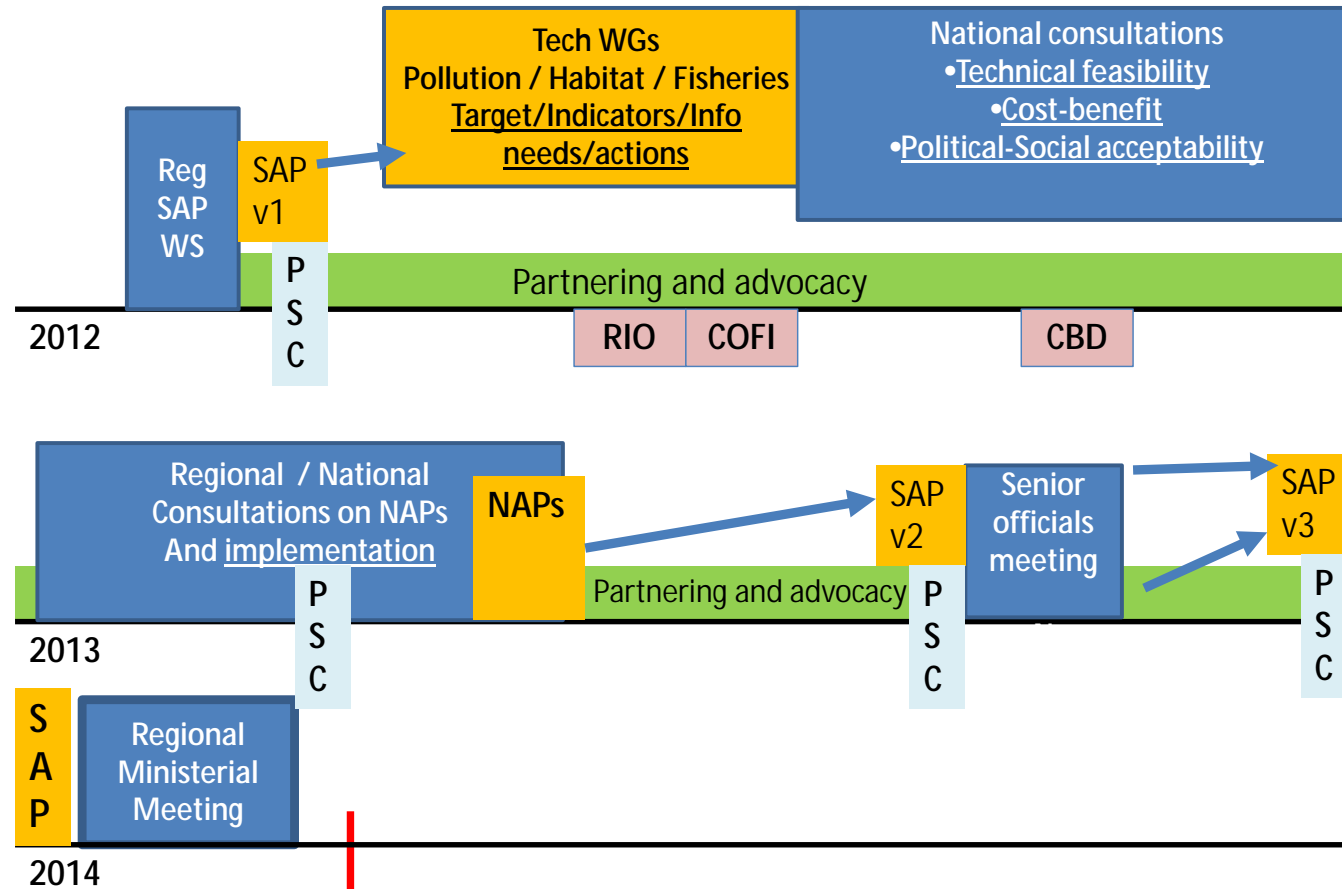 Tech WGs
Pollution / Habitat / Fisheries
Target/Indicators/Info
needs/actions
National consultations
•Technical feasibility
•Cost-benefit
•Political-Social acceptability
Reg
SAP
WS
SAP
v1
P
S
C
Partnering and advocacy
2012
RIO
COFI
CBD
Regional / National
Consultations on NAPs
And implementation
NAPs
P
S
C
Partnering and advocacy
SAP
v2
P
S
C
Senior
officials
meeting
SAP
v3
P
S
C
2013
S
A
P
Regional
Ministerial
Meeting
2014